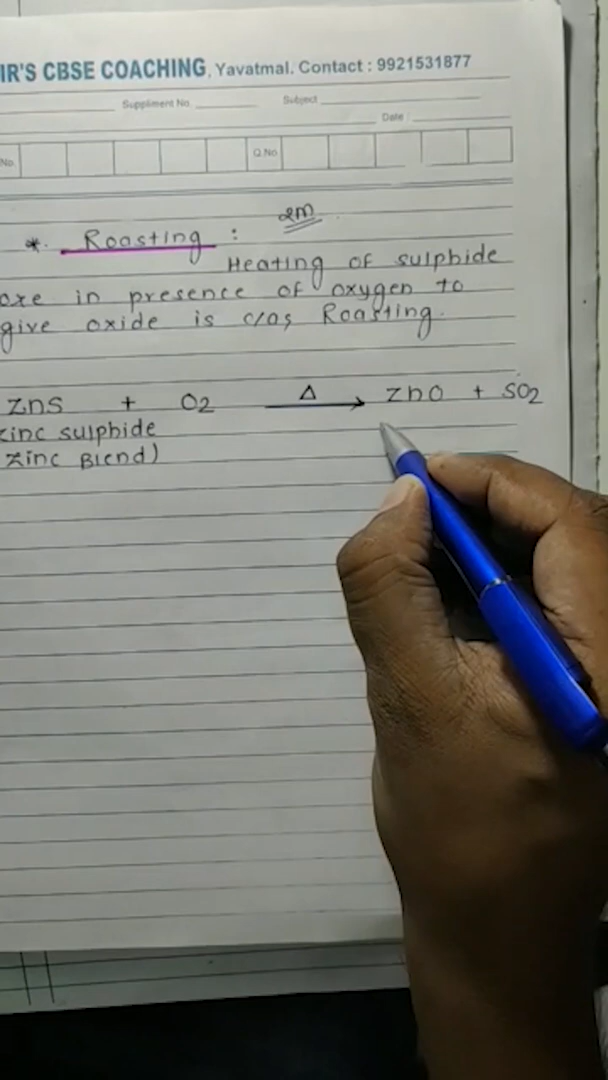 IR'S CBSE COACHING, Yavatmal. Contact : 9921531877
Suppliment No. Subject
Date :
No. Q.No
*. Roasting : 2m
Heating of sulphide
ore in presence of oxygen to
give oxide is c/as Roasting.
ZnS + O2 Δ → ZnO + SO2
zinc sulphide
zinc Blend)